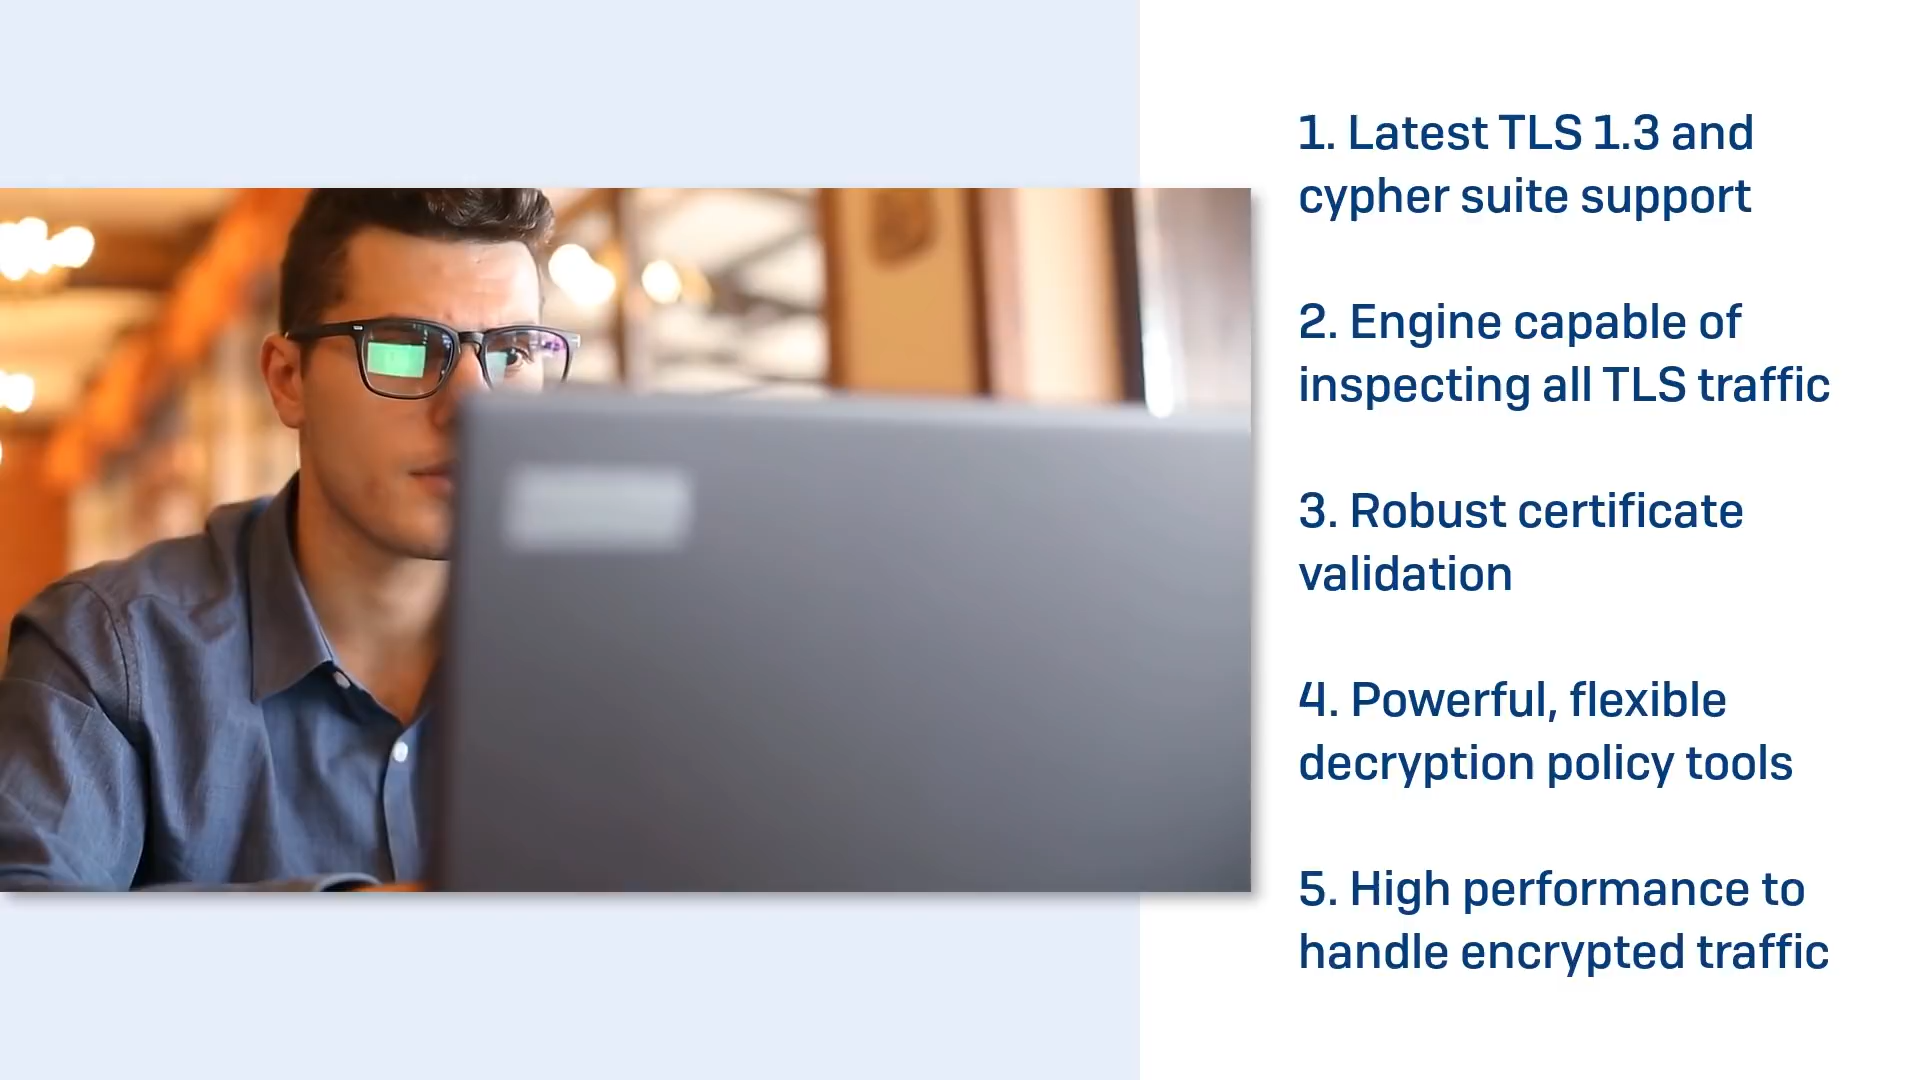 1. Latest TLS 1.3 and
cypher suite support
2. Engine capable of
inspecting all TLS traffic
3. Robust certificate
validation
4. Powerful, flexible
decryption policy tools
5. High performance to
handle encrypted traffic